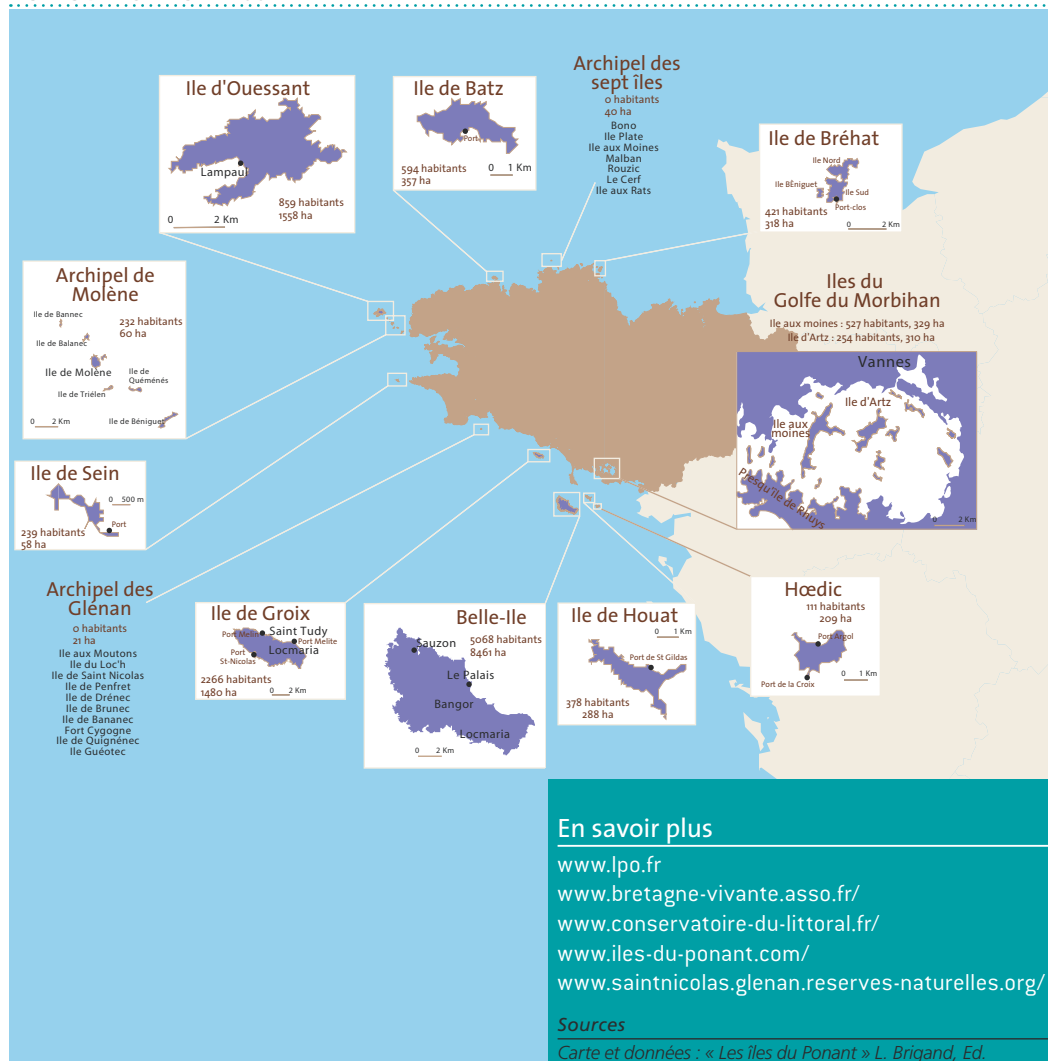 Ile d'Ouessant
Lampaul
859 habitants
1558 ha
0 2 Km
Ile de Batz
Port
594 habitants
357 ha
0 1 Km
Archipel des
sept îles
0 habitants
40 ha
Bono
Ile Plate
Ile aux Moines
Malban
Rouzic
Le Cerf
Ile aux Rats
Ile de Bréhat
Ile Nord
Ile BÈniguet
Ile Sud
Port-clos
421 habitants
318 ha
0 2 Km
Archipel de
Molène
Ile de Bannec
232 habitants
60 ha
Ile de Balanec
Ile de Molène
Ile de
Quéménés
Ile de Triélen
0 2 Km
Ile de Béniguet
Iles du
Golfe du Morbihan
Ile aux moines : 527 habitants, 329 ha
Ile d'Artz : 254 habitants, 310 ha
Vannes
Ile d'Artz
Ile aux
moines
Presqu'île de Rhuys
0 2 Km
Ile de Sein
0 500 m
Port
239 habitants
58 ha
Archipel des
Glénan
0 habitants
21 ha
Ile aux Moutons
Ile du Loc'h
Ile de Saint Nicolas
Ile de Penfret
Ile de Drénec
Ile de Brunec
Ile de Bananec
Fort Cygogne
Ile de Quignénec
Ile Guéotec
Ile de Groix
Port Melin
Saint Tudy
Port Melite
Port
St-Nicolas
Locmaria
2266 habitants
1480 ha
0 2 Km
Belle-Ile
5068 habitants
8461 ha
Sauzon
Le Palais
Bangor
Locmaria
0 2 Km
Ile de Houat
0 1 Km
Port de St Gildas
378 habitants
288 ha
Hœdic
111 habitants
209 ha
Port Argol
Port de la Croix
0 1 Km
En savoir plus
www.lpo.fr
www.bretagne-vivante.asso.fr/
www.conservatoire-du-littoral.fr/
www.iles-du-ponant.com/
www.saintnicolas.glenan.reserves-naturelles.org/
Sources
Carte et données : « Les îles du Ponant » L. Brigand, Ed.